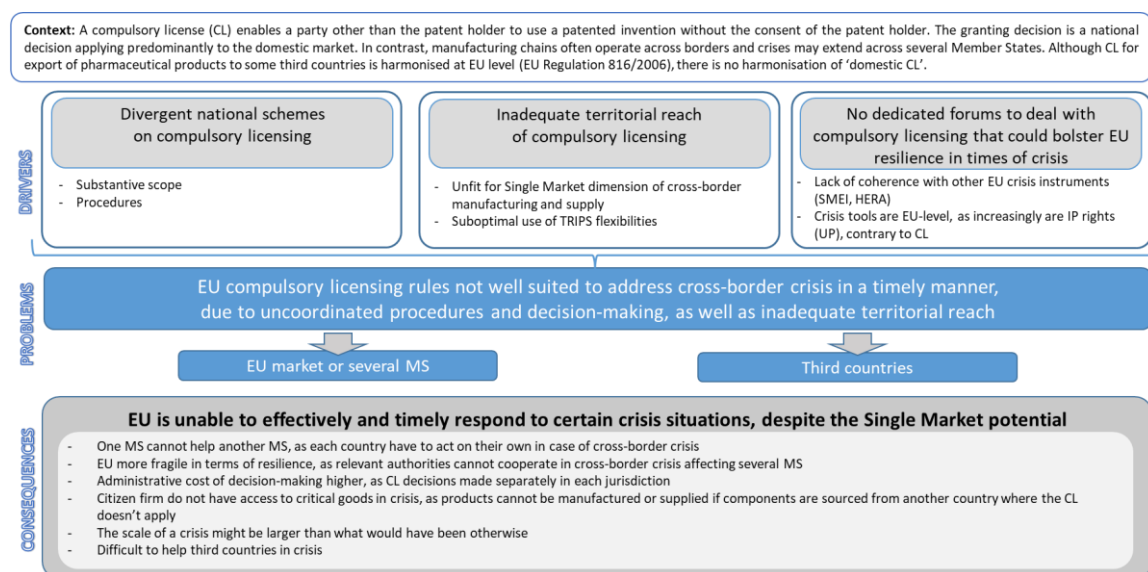 Context: A compulsory license (CL) enables a party other than the patent holder to use a patented invention without the consent of the patent holder. The granting decision is a national
decision applying predominantly to the domestic market. In contrast, manufacturing chains often operate across borders and crises may extend across several Member States. Although CL for
export of pharmaceutical products to some third countries is harmonised at EU level (EU Regulation 816/2006), there is no harmonisation of ‘domestic CL’.
DRIVERS
Divergent national schemes
on compulsory licensing
- Substantive scope
- Procedures
Inadequate territorial reach
of compulsory licensing
- Unfit for Single Market dimension of cross-border
manufacturing and supply
- Suboptimal use of TRIPS flexibilities
No dedicated forums to deal with
compulsory licensing that could bolster EU
resilience in times of crisis
- Lack of coherence with other EU crisis instruments
(SMEI, HERA)
- Crisis tools are EU-level, as increasingly are IP rights
(UP), contrary to CL
PROBLEMS
EU compulsory licensing rules not well suited to address cross-border crisis in a timely manner,
due to uncoordinated procedures and decision-making, as well as inadequate territorial reach
EU market or several MS
Third countries
CONSEQUENCES
EU is unable to effectively and timely respond to certain crisis situations, despite the Single Market potential
- One MS cannot help another MS, as each country have to act on their own in case of cross-border crisis
- EU more fragile in terms of resilience, as relevant authorities cannot cooperate in cross-border crisis affecting several MS
- Administrative cost of decision-making higher, as CL decisions made separately in each jurisdiction
- Citizen firm do not have access to critical goods in crisis, as products cannot be manufactured or supplied if components are sourced from another country where the CL
doesn’t apply
- The scale of a crisis might be larger than what would have been otherwise
- Difficult to help third countries in crisis